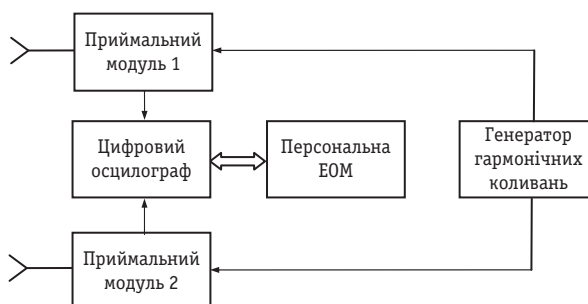 Приймальний
модуль 1
Цифровий
осцилограф
Персональна
ЕОМ
Генератор
гармонічних
коливань
Приймальний
модуль 2